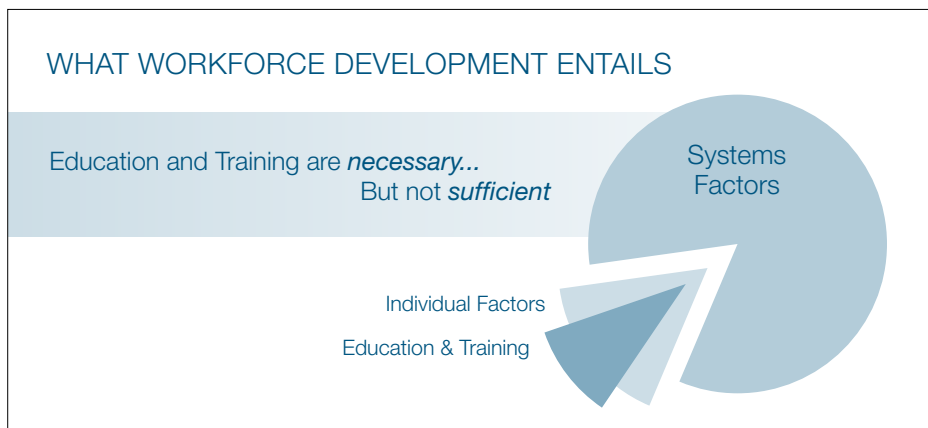 WHAT WORKFORCE DEVELOPMENT ENTAILS
Education and Training are necessary...
But not sufficient
Systems
Factors
Individual Factors
Education & Training